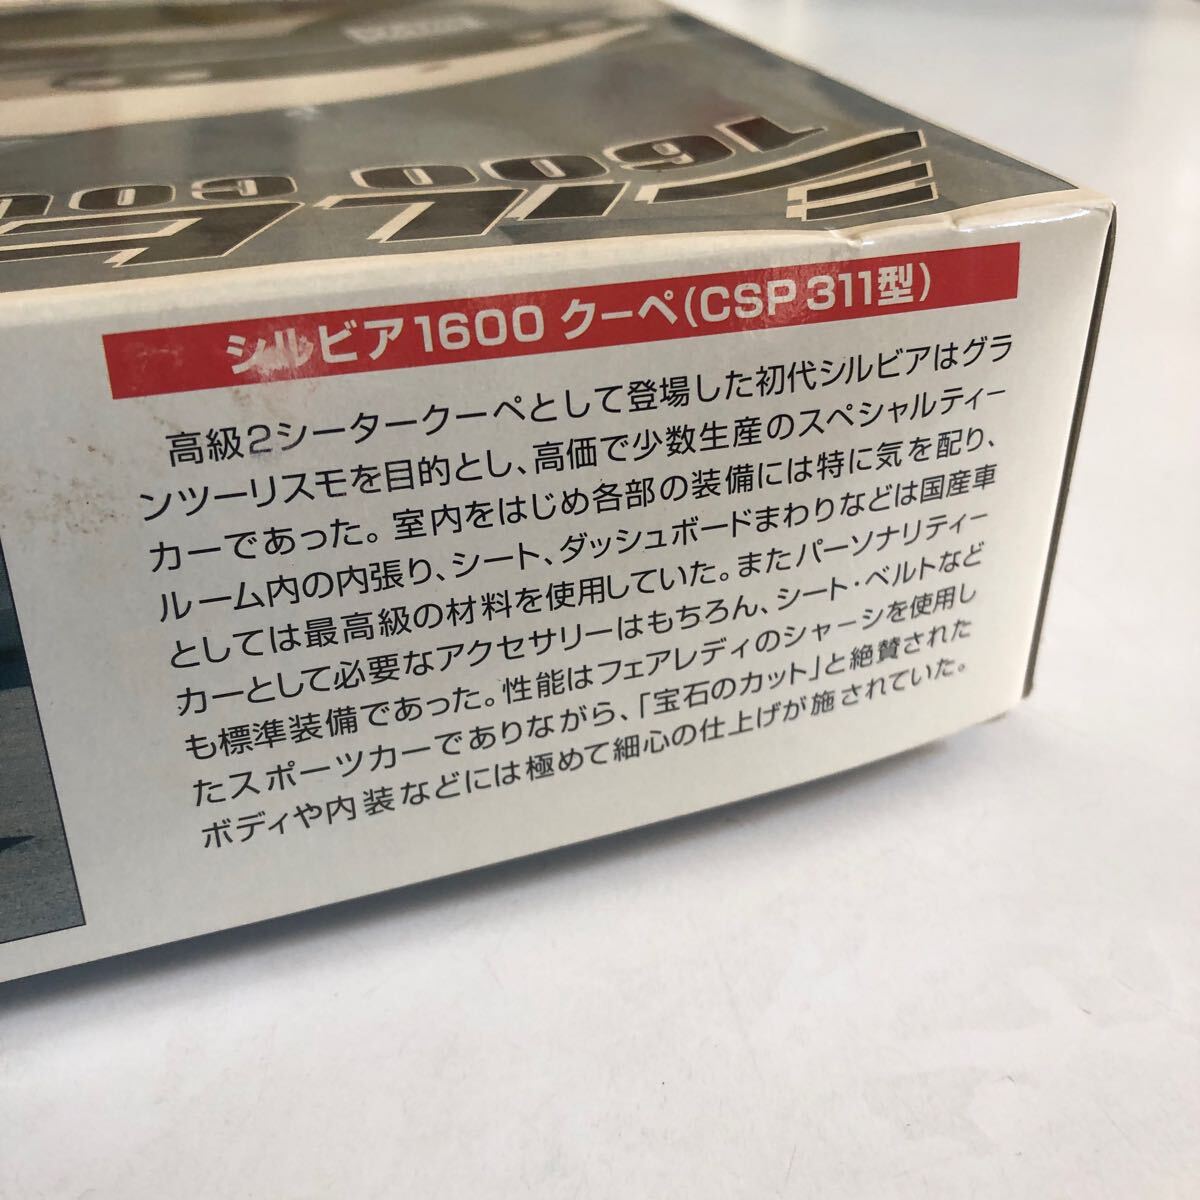 シルビ
1600 cou
シルビア1600 クーペ(CSP 311型)
高級2シータークーペとして登場した初代シルビアはグラ
ンツーリスモを目的とし、高価で少数生産のスペシャルティー
カーであった。室内をはじめ各部の装備には特に気を配り、
ルーム内の内張り、シート、ダッシュボードまわりなどは国産車
としては最高級の材料を使用していた。またパーソナリティー
カーとして必要なアクセサリーはもちろん、シート・ベルトなど
も標準装備であった。性能はフェアレディのシャーシを使用し
たスポーツカーでありながら、「宝石のカット」と絶賛された
ボディや内装などには極めて細心の仕上げが施されていた。